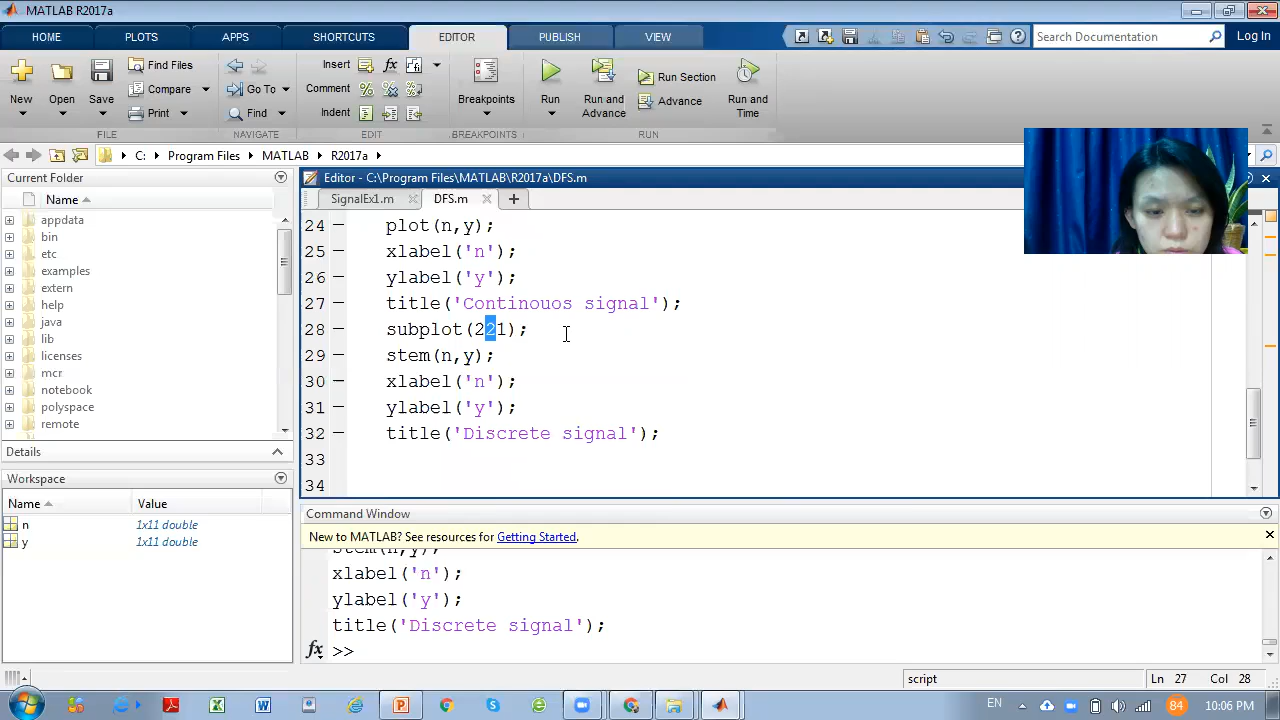 MATLAB R2017a
HOME PLOTS APPS SHORTCUTS EDITOR PUBLISH VIEW Search Documentation Log In
New Open Save Find Files Compare Print Go To Find Insert Comment Indent fx Breakpoints Run Run and Advance Run Section Advance Run and Time
FILE NAVIGATE EDIT BREAKPOINTS RUN
C: Program Files MATLAB R2017a
Current Folder
Name
appdata
bin
etc
examples
extern
help
java
lib
licenses
mcr
notebook
polyspace
remote
Details
Workspace
Name Value
n 1x11 double
y 1x11 double
Editor - C:\Program Files\MATLAB\R2017a\DFS.m
SignalEx1.m DFS.m
24 plot(n,y);
25 xlabel('n');
26 ylabel('y');
27 title('Continouos signal');
28 subplot(221);
29 stem(n,y);
30 xlabel('n');
31 ylabel('y');
32 title('Discrete signal');
33
34
Command Window
New to MATLAB? See resources for Getting Started.
stem(n,y);
xlabel('n');
ylabel('y');
title('Discrete signal');
fx >>
script Ln 27 Col 28
EN 84 10:06 PM